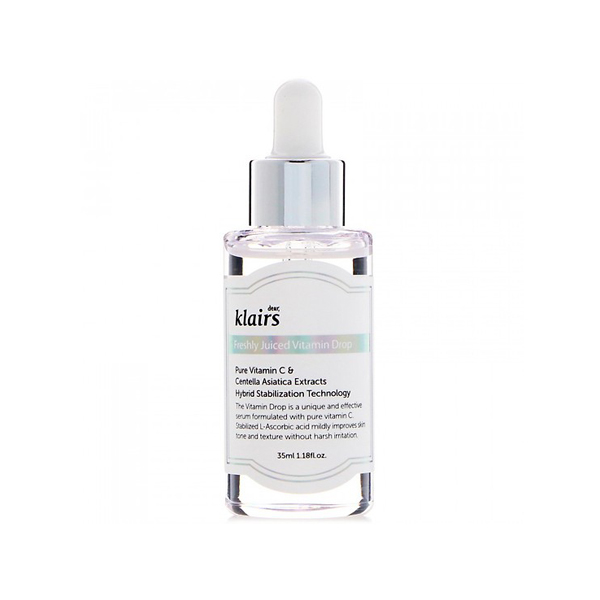 dear,
klairs
Freshly Juiced Vitamin Drop
Pure Vitamin C &
Centella Asiatica Extracts
Hybrid Stabilization Technology
The Vitamin Drop is a unique and effective
serum formulated with pure vitamin C.
Stabilized L-Ascorbic acid mildly improves skin
tone and texture without harsh irritation.
35ml 1.18fl.oz.